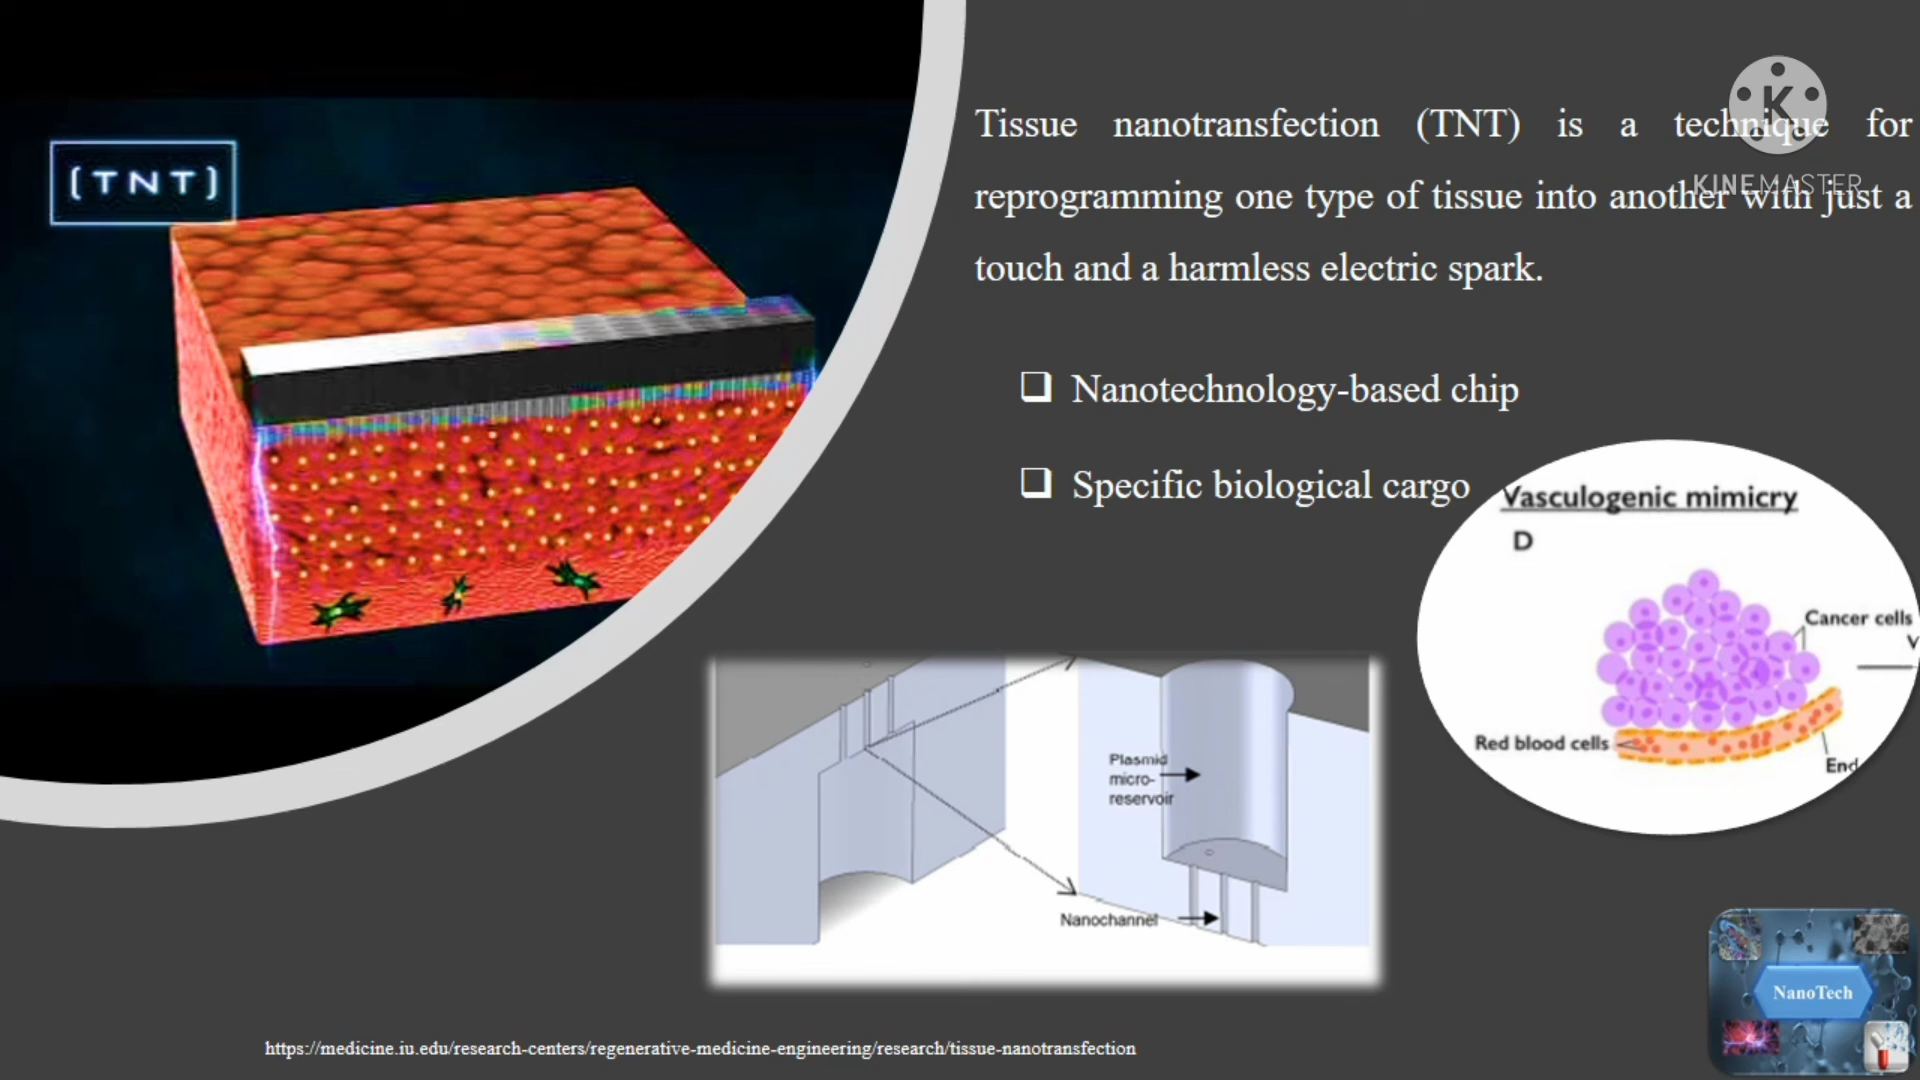 (TNT)
Tissue nanotransfection (TNT) is a technique for
reprogramming one type of tissue into another with just a
touch and a harmless electric spark.
KINEMASTER
Nanotechnology-based chip
Specific biological cargo
Vasculogenic mimicry
D
Cancer cells
V
Red blood cells
End
Plasmid
micro-
reservoir
Nanochannel
NanoTech
https://medicine.iu.edu/research-centers/regenerative-medicine-engineering/research/tissue-nanotransfection